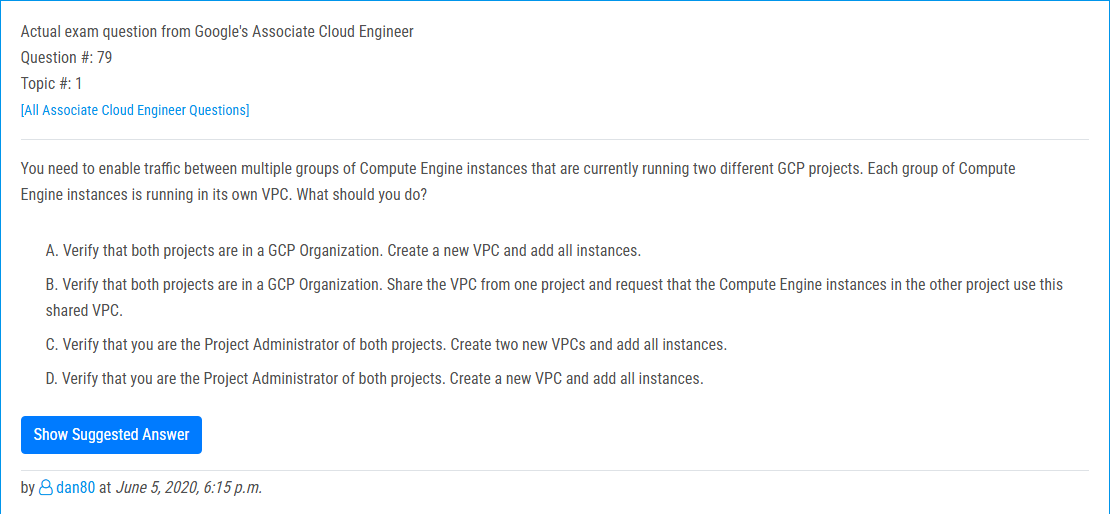 Actual exam question from Google's Associate Cloud Engineer
Question #: 79
Topic #: 1
[All Associate Cloud Engineer Questions]
You need to enable traffic between multiple groups of Compute Engine instances that are currently running two different GCP projects. Each group of Compute
Engine instances is running in its own VPC. What should you do?
A. Verify that both projects are in a GCP Organization. Create a new VPC and add all instances.
B. Verify that both projects are in a GCP Organization. Share the VPC from one project and request that the Compute Engine instances in the other project use this
shared VPC.
C. Verify that you are the Project Administrator of both projects. Create two new VPCs and add all instances.
D. Verify that you are the Project Administrator of both projects. Create a new VPC and add all instances.
Show Suggested Answer
by dan80 at June 5, 2020, 6:15 p.m.